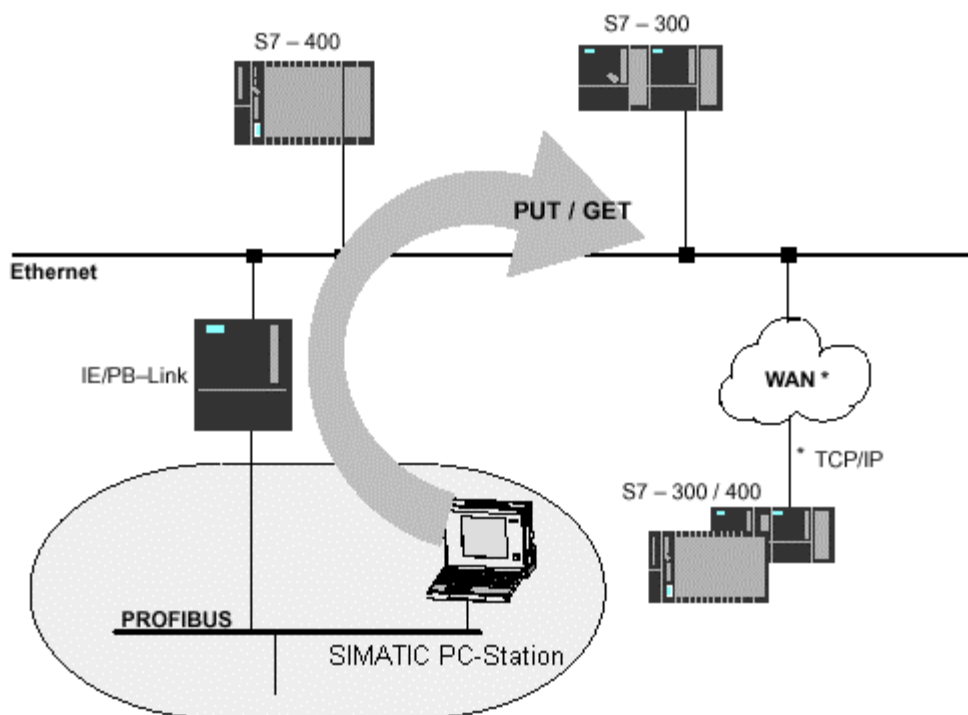 S7 – 400
S7 – 300
PUT / GET
Ethernet
IE/PB–Link
WAN *
* TCP/IP
S7 – 300 / 400
PROFIBUS
SIMATIC PC-Station